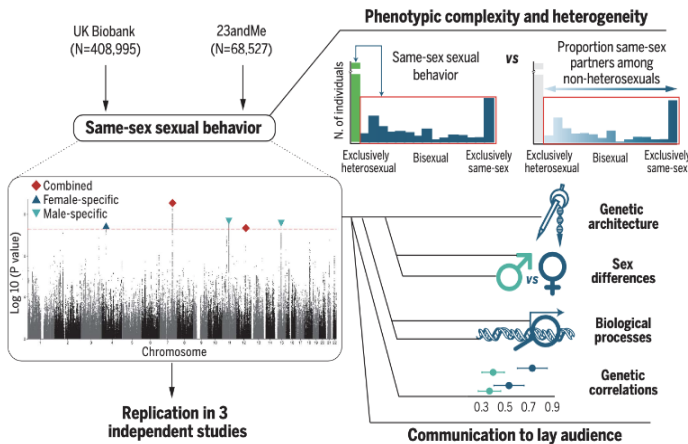 Phenotypic complexity and heterogeneity
UK Biobank
(N=408,995)
23andMe
(N=68,527)
Same-sex sexual behavior
N. of individuals
Same-sex sexual
behavior
vs
Proportion same-sex
partners among
non-heterosexuals
Exclusively
heterosexual
Bisexual
Exclusively
same-sex
Exclusively
heterosexual
Bisexual
Exclusively
same-sex
Combined
Female-specific
Male-specific
Log 10 (P value)
Chromosome
Replication in 3
independent studies
Genetic
architecture
vs
Sex
differences
Biological
processes
Genetic
correlations
0.3 0.5 0.7 0.9
Communication to lay audience